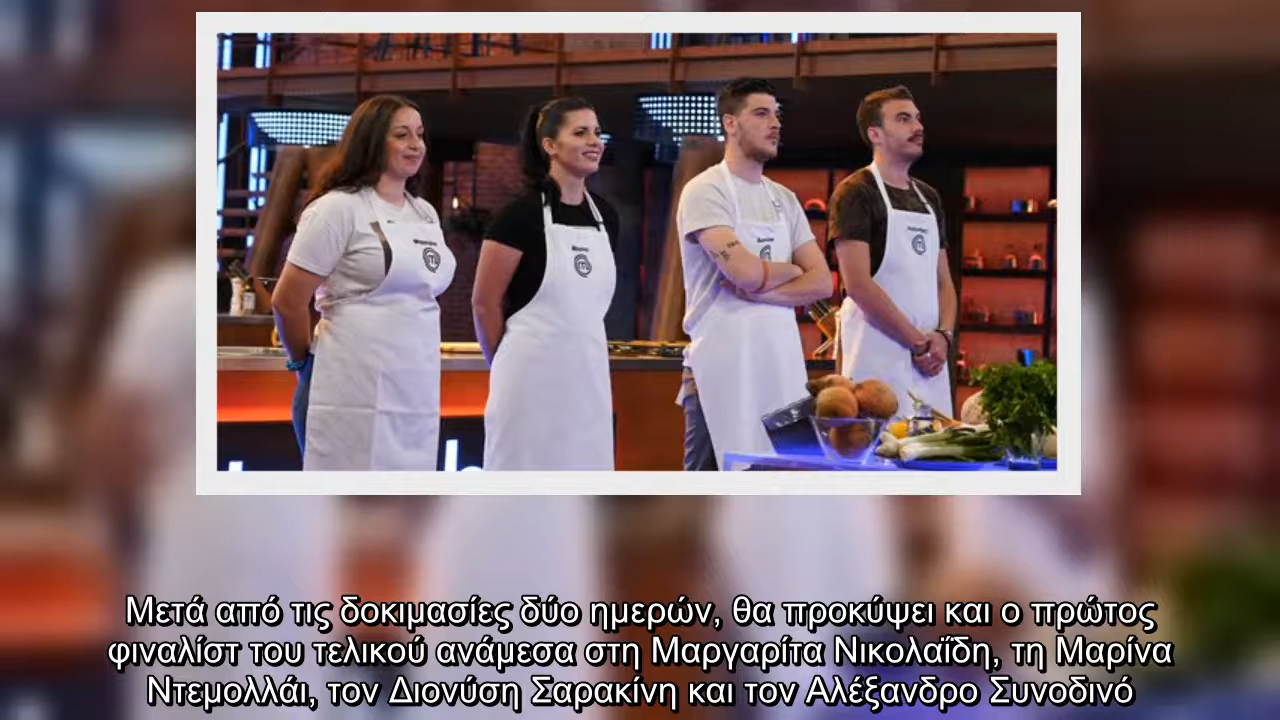 Μετά από τις δοκιμασίες δύο ημερών, θα προκύψει και ο πρώτος
φιναλίστ του τελικού ανάμεσα στη Μαργαρίτα Νικολαΐδη, τη Μαρίνα
Ντεμολλάι, τον Διονύση Σαρακίνη και τον Αλέξανδρο Συνοδινό